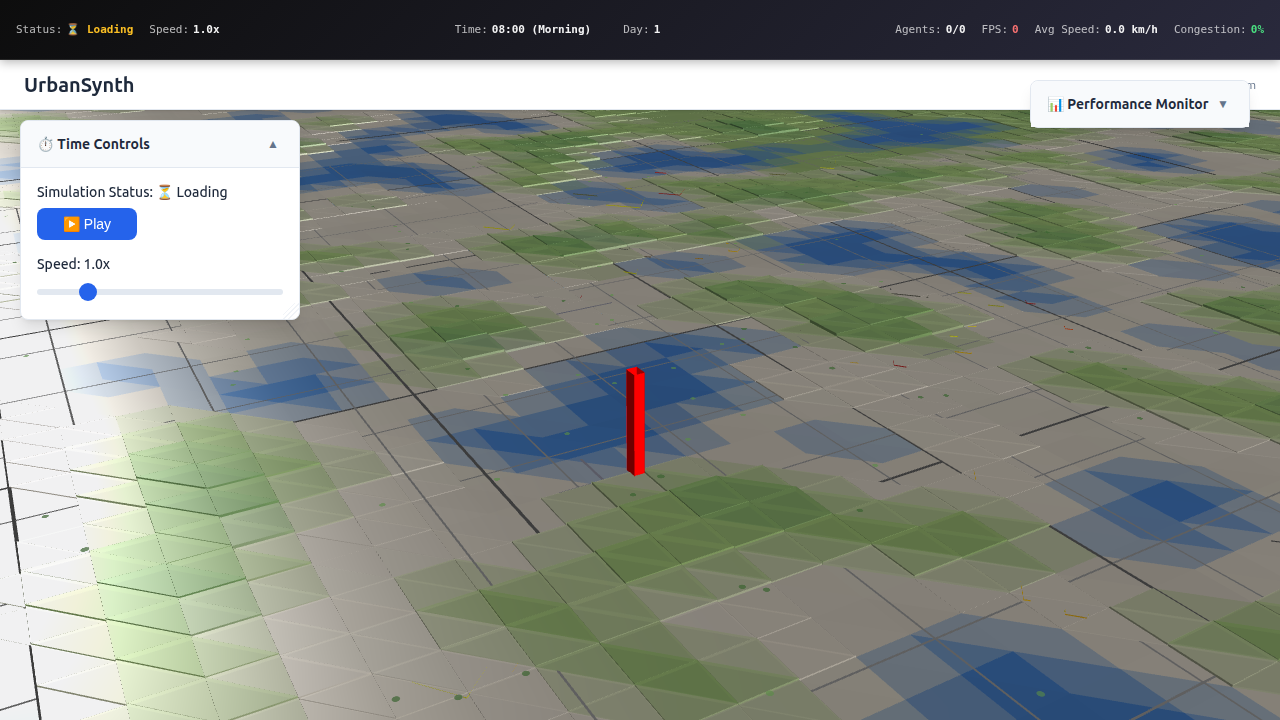 Status: ⏳ Loading Speed: 1.0x Time: 08:00 (Morning) Day: 1 Agents: 0/0 FPS: 0 Avg Speed: 0.0 km/h Congestion: 0%
UrbanSynth
📊 Performance Monitor ▼
⏱️ Time Controls ▲
Simulation Status: ⏳ Loading
▶️ Play
Speed: 1.0x